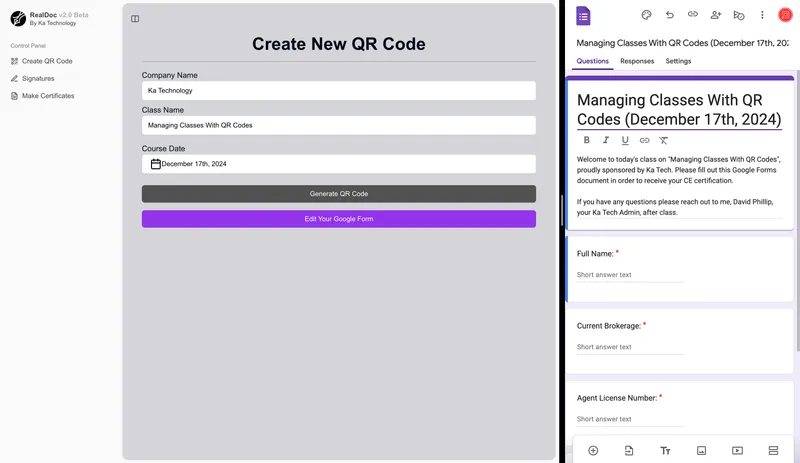 RealDoc v2.0 Beta
By Ka Technology
Control Panel
Create QR Code
Signatures
Make Certificates
Create New QR Code
Company Name
Ka Technology
Class Name
Managing Classes With QR Codes
Course Date
December 17th, 2024
Generate QR Code
Edit Your Google Form
Managing Classes With QR Codes (December 17th, 202
Questions
Responses
Settings
Managing Classes With QR
Codes (December 17th, 2024)
B I U
Welcome to today's class on "Managing Classes With QR Codes",
proudly sponsored by Ka Tech. Please fill out this Google Forms
document in order to receive your CE certification.
If you have any questions please reach out to me, David Phillip,
your Ka Tech Admin, after class.
Full Name: *
Short answer text
Current Brokerage: *
Short answer text
Agent License Number: *
Short answer text
Tт